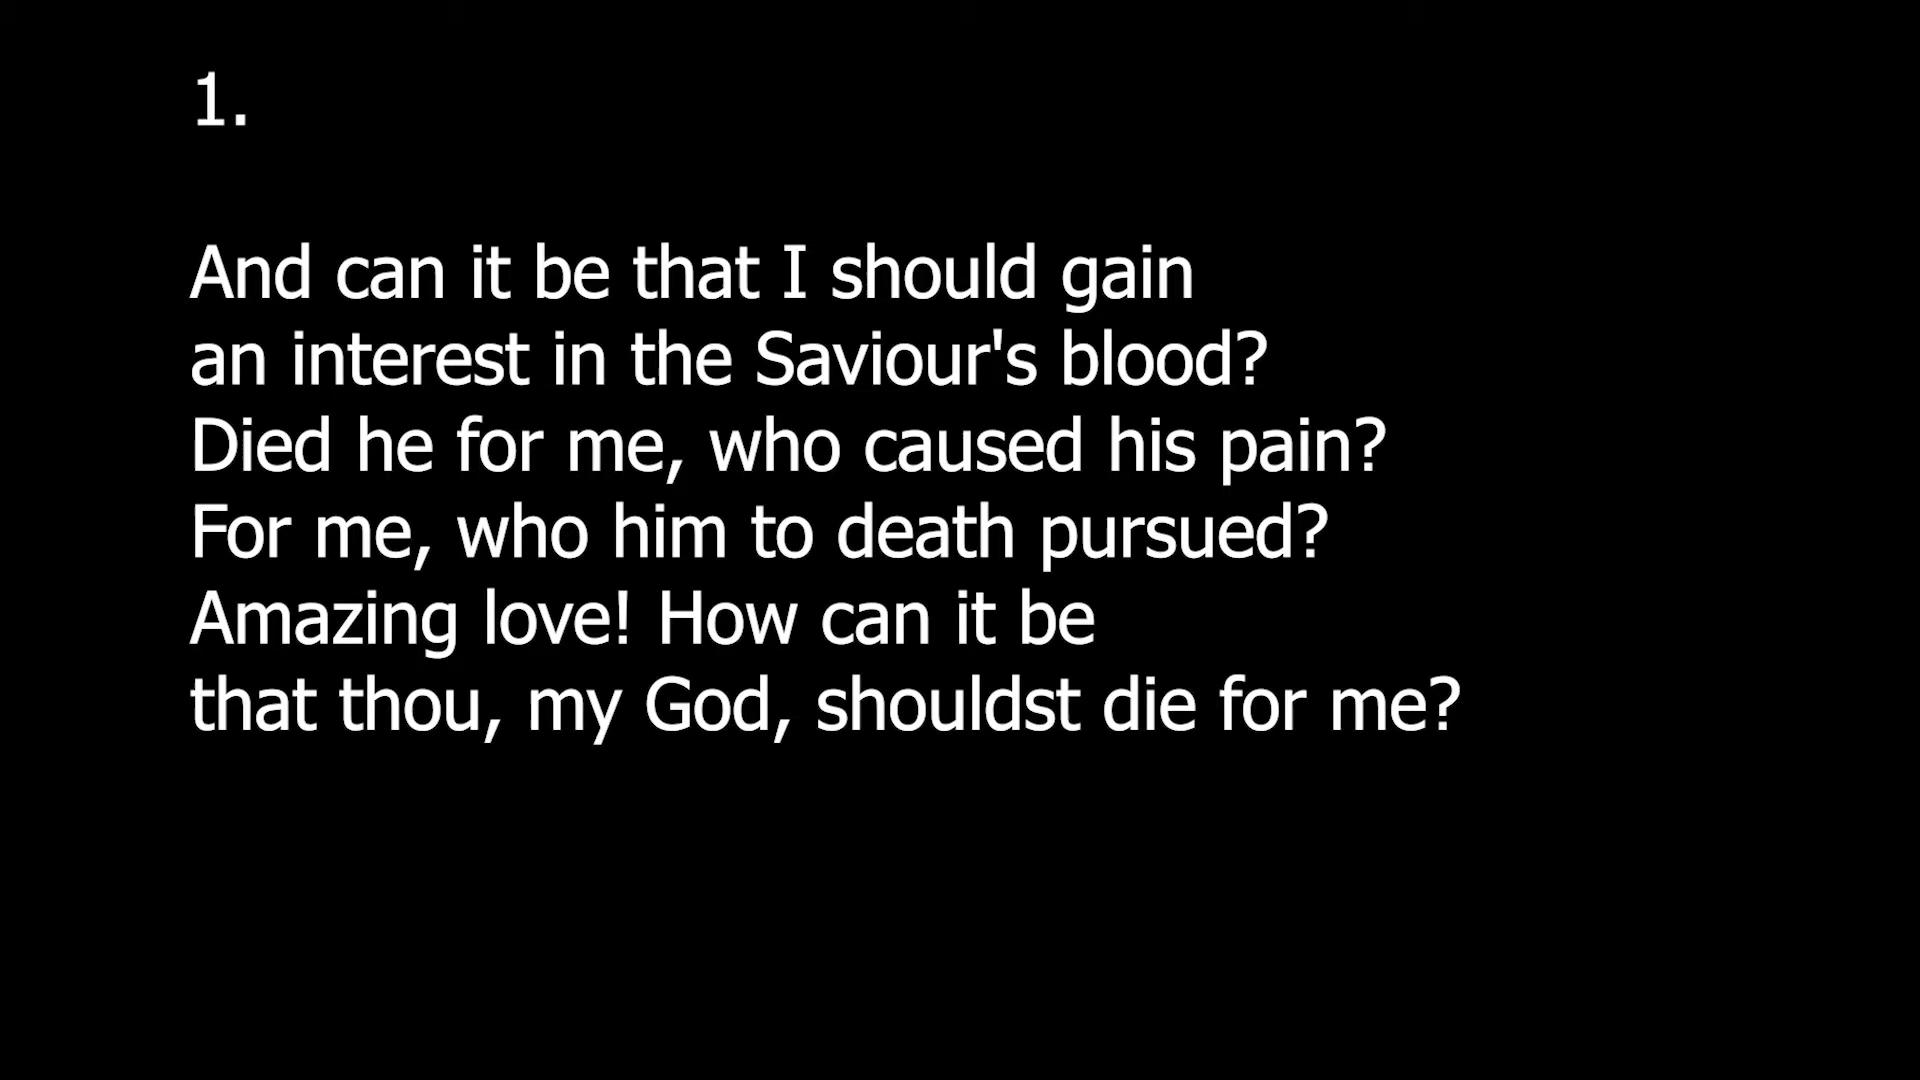 1.
And can it be that I should gain
an interest in the Saviour's blood?
Died he for me, who caused his pain?
For me, who him to death pursued?
Amazing love! How can it be
that thou, my God, shouldst die for me?